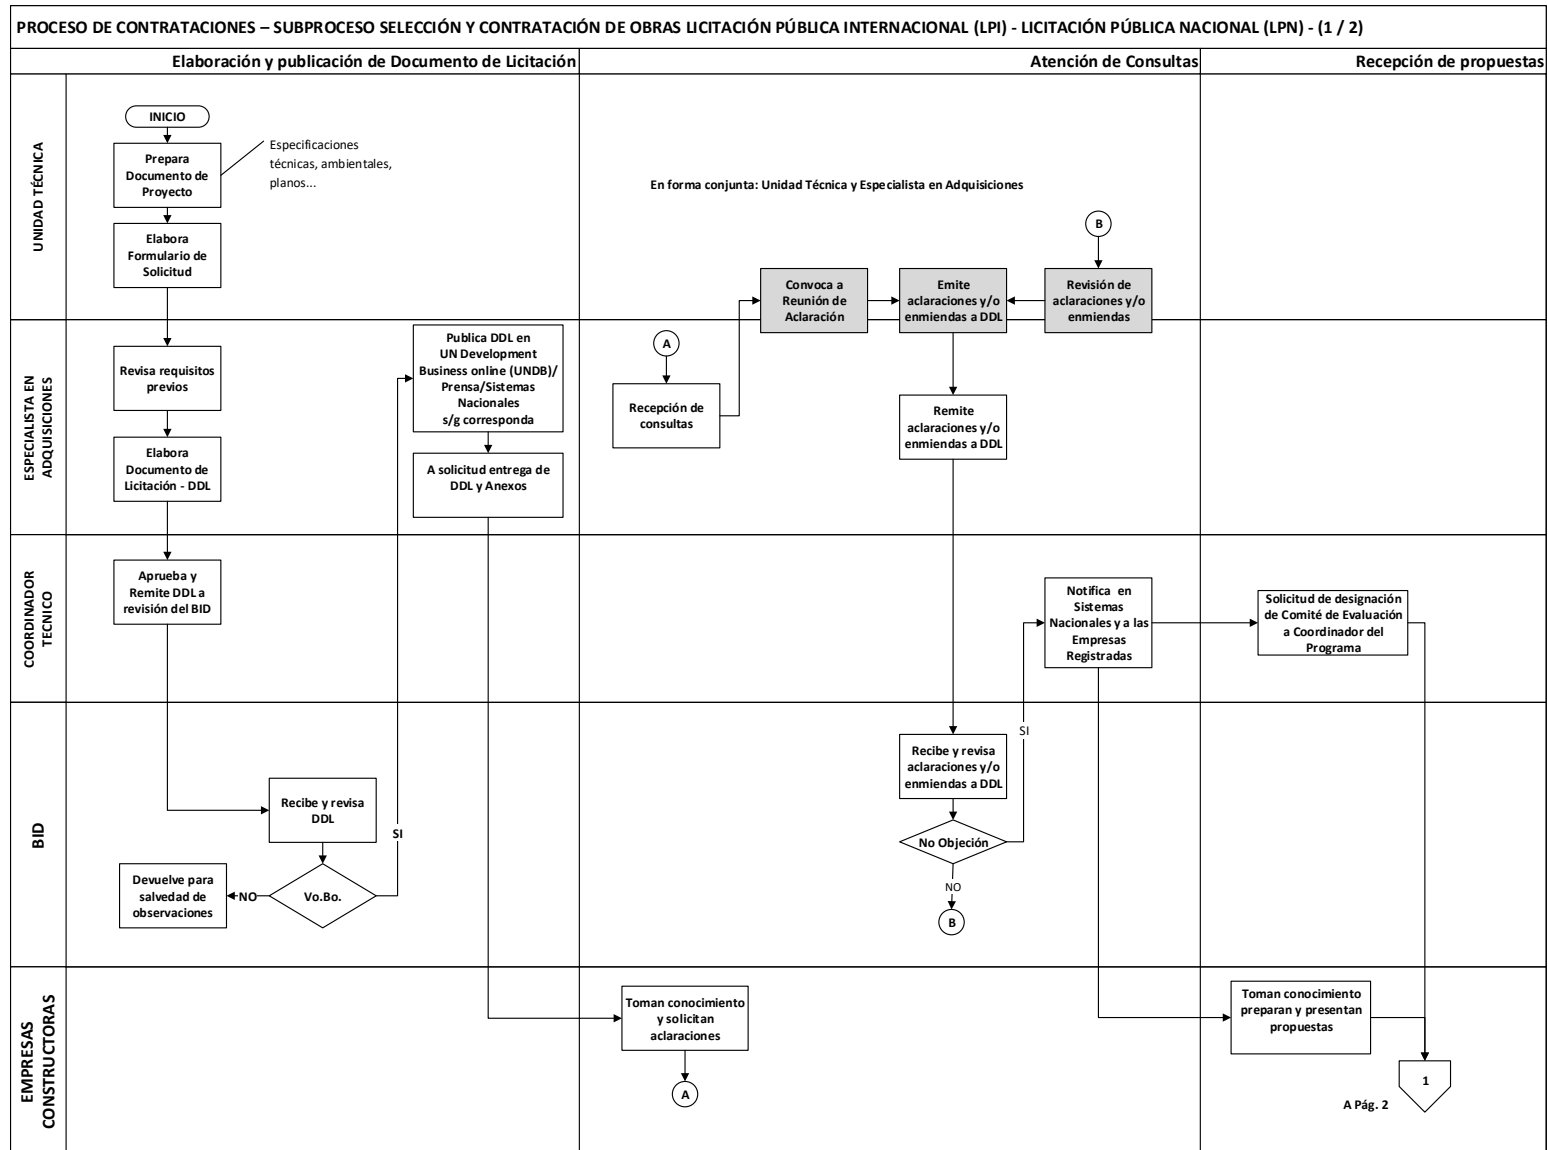 PROCESO DE CONTRATACIONES – SUBPROCESO SELECCIÓN Y CONTRATACIÓN DE OBRAS LICITACIÓN PÚBLICA INTERNACIONAL (LPI) - LICITACIÓN PÚBLICA NACIONAL (LPN) - (1 / 2)
Elaboración y publicación de Documento de Licitación
Atención de Consultas
Recepción de propuestas
UNIDAD TÉCNICA
INICIO
Prepara
Documento de
Proyecto
Especificaciones
técnicas, ambientales,
planos...
Elabora
Formulario de
Solicitud
En forma conjunta: Unidad Técnica y Especialista en Adquisiciones
B
Convoca a
Reunión de
Aclaración
Emite
aclaraciones y/o
enmiendas a DDL
Revisión de
aclaraciones y/o
enmiendas
ESPECIALISTA EN
ADQUISICIONES
Revisa requisitos
previos
Elabora
Documento de
Licitación - DDL
Publica DDL en
UN Development
Business online (UNDB)/
Prensa/Sistemas
Nacionales
s/g corresponda
A solicitud entrega de
DDL y Anexos
A
Recepción de
consultas
Remite
aclaraciones y/o
enmiendas a DDL
COORDINADOR
TECNICO
Aprueba y
Remite DDL a
revisión del BID
Notifica en
Sistemas
Nacionales y a las
Empresas
Registradas
Solicitud de designación
de Comité de Evaluación
a Coordinador del
Programa
BID
Recibe y revisa
DDL
SI
Vo.Bo.
NO
Devuelve para
salvedad de
observaciones
Recibe y revisa
aclaraciones y/o
enmiendas a DDL
SI
No Objeción
NO
B
EMPRESAS
CONSTRUCTORAS
Toman conocimiento
y solicitan
aclaraciones
A
Toman conocimiento
preparan y presentan
propuestas
1
A Pág. 2